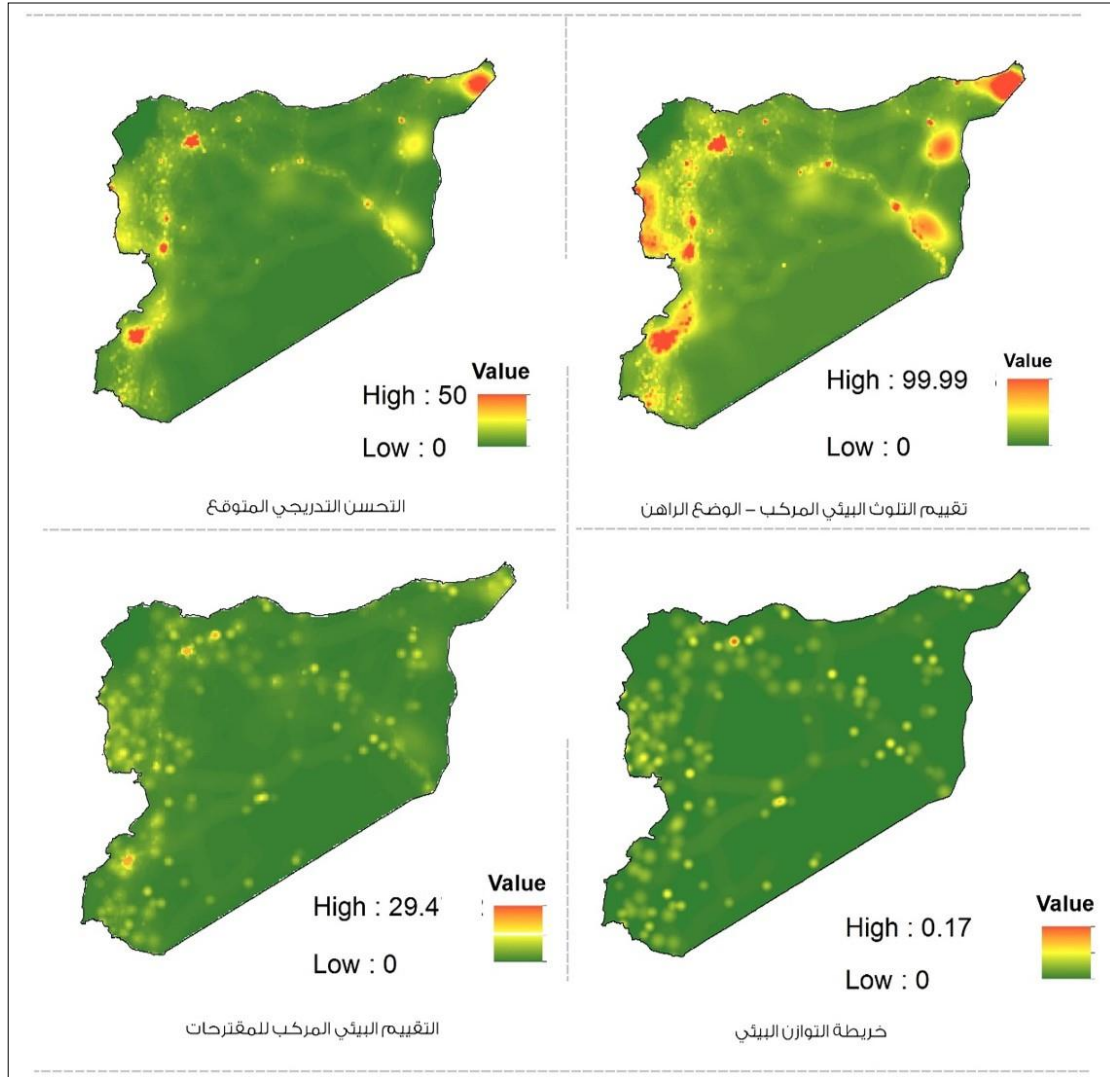 Value
High : 50
Low : 0
التحسن التدريجي المتوقع
Value
High : 99.99
Low : 0
تقييم التلوث البيئي المركب – الوضع الراهن
Value
High : 29.4
Low : 0
التقييم البيئي المركب للمقترحات
Value
High : 0.17
Low : 0
خريطة التوازن البيئي